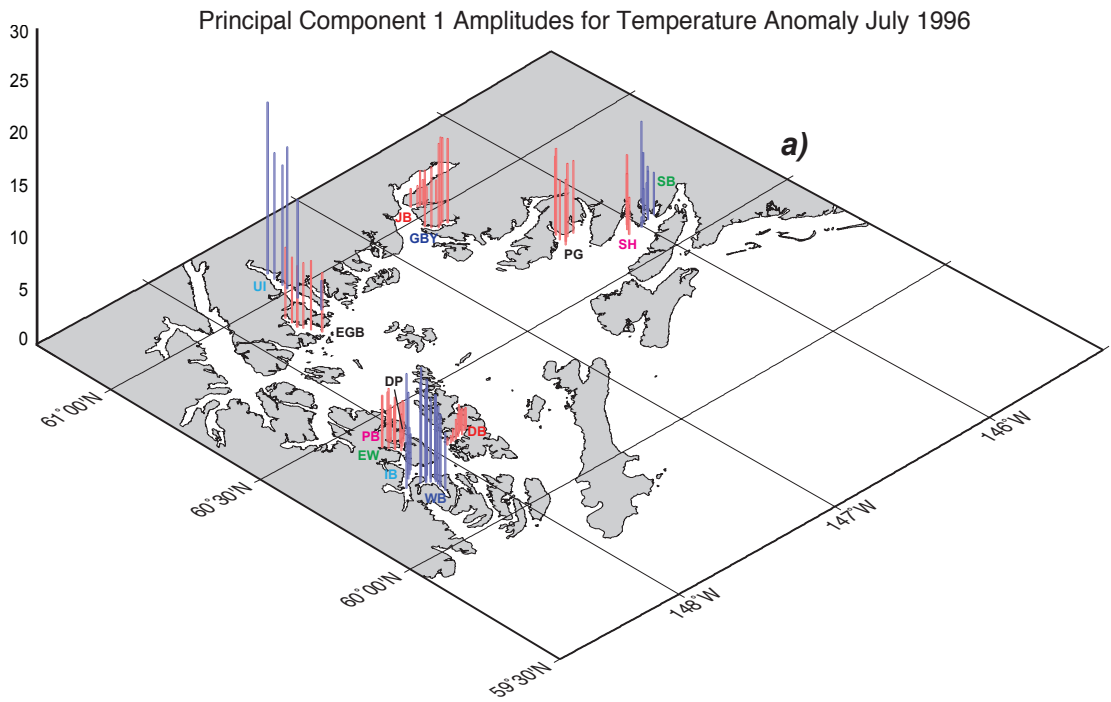 Principal Component 1 Amplitudes for Temperature Anomaly July 1996
30
25
20
15
10
5
0
a)
SB
JB
GBY
SH
PG
UI
EGB
DP
PB
DB
EW
IB
WB
61°00'N
60°30'N
60°00'N
59°30'N
148°W
147°W
146°W